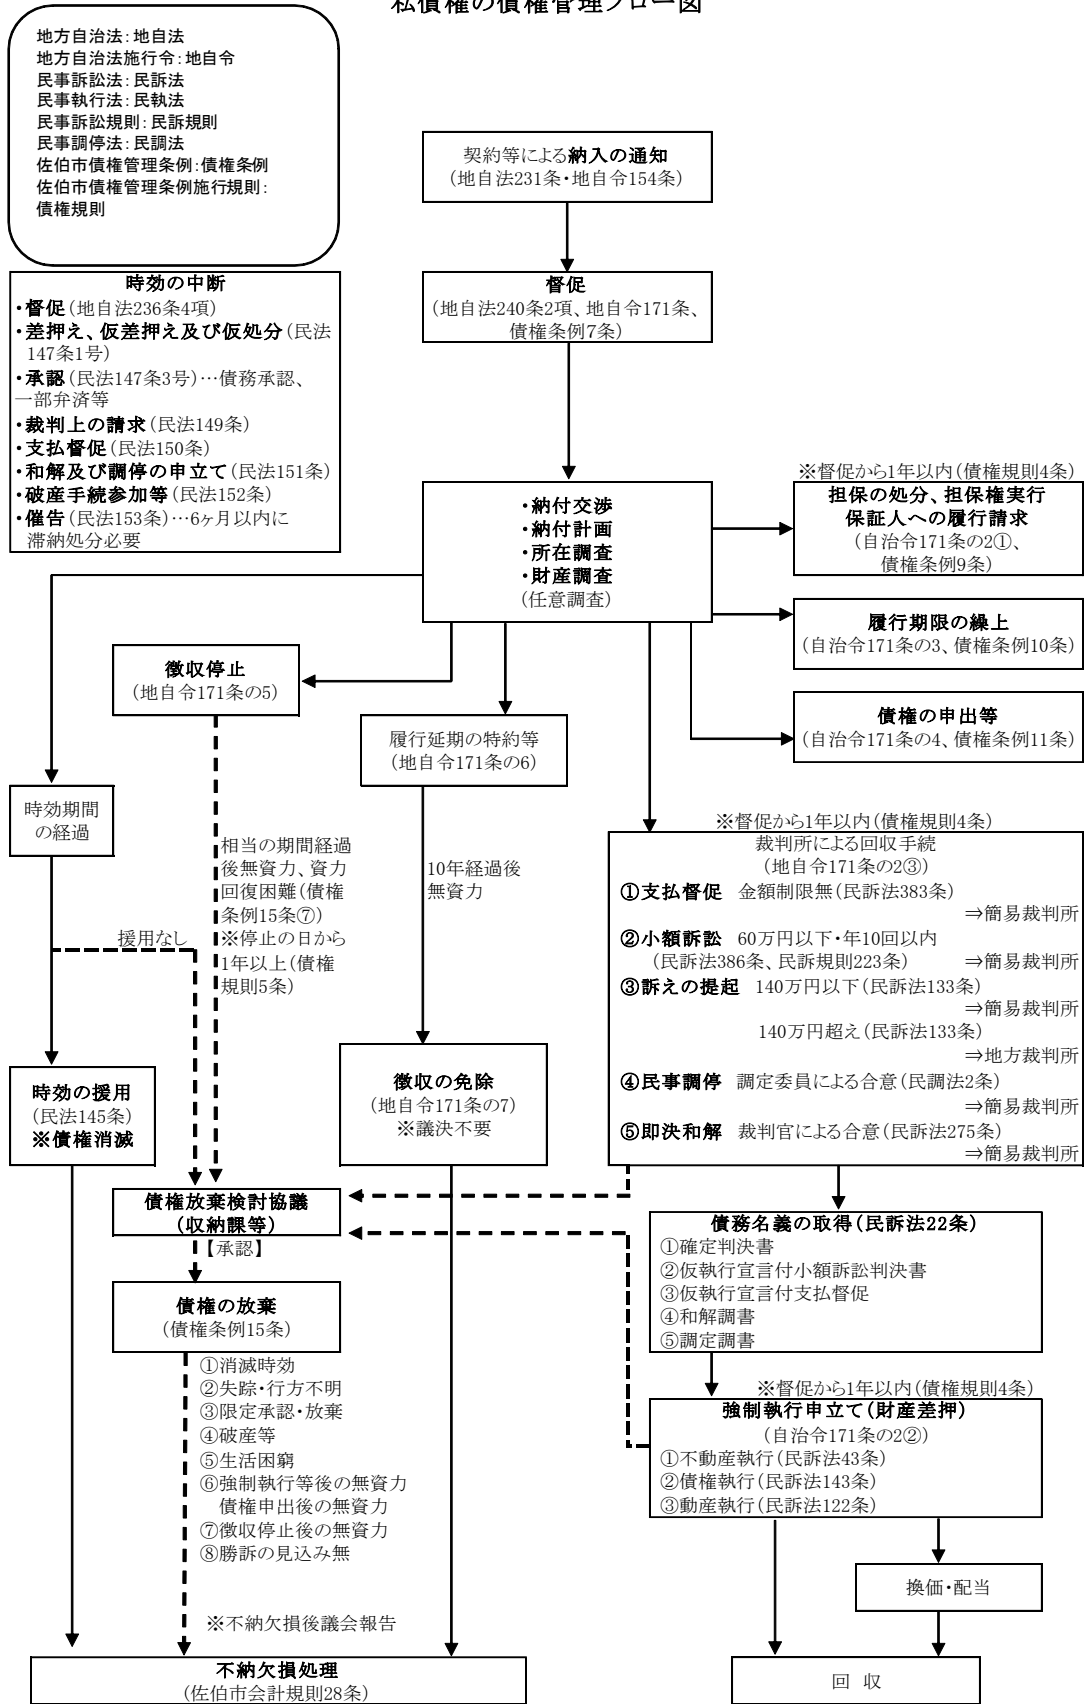 私債権の債権管理フロー図
地方自治法：地自法
地方自治法施行令：地自令
民事訴訟法：民訴法
民事執行法：民執法
民事訴訟規則：民訴規則
民事調停法：民調法
佐伯市債権管理条例：債権条例
佐伯市債権管理条例施行規則：
債権規則
契約等による納入の通知
（地自法231条・地自令154条）
時効の中断
・督促（地自法236条4項）
・差押え、仮差押え及び仮処分（民法
147条1号）
・承認（民法147条3号）…債務承認、
一部弁済等
・裁判上の請求（民法149条）
・支払督促（民法150条）
・和解及び調停の申立て（民法151条）
・破産手続参加等（民法152条）
・催告（民法153条）…6ヶ月以内に
滞納処分必要
督促
（地自法240条2項、地自令171条、
債権条例7条）
・納付交渉
・納付計画
・所在調査
・財産調査
（任意調査）
※督促から1年以内（債権規則4条）
担保の処分、担保権実行
保証人への履行請求
（自治令171条の2①、
債権条例9条）
履行期限の繰上
（自治令171条の3、債権条例10条）
債権の申出等
（自治令171条の4、債権条例11条）
徴収停止
（地自令171条の5）
履行延期の特約等
（地自令171条の6）
時効期間
の経過
相当の期間経過
後無資力、資力
回復困難（債権
条例15条⑦）
※停止の日から
1年以上（債権
規則5条）
10年経過後
無資力
援用なし
※督促から1年以内（債権規則4条）
裁判所による回収手続
（地自令171条の2③）
①支払督促　金額制限無（民訴法383条）
⇒簡易裁判所
②小額訴訟　60万円以下・年10回以内
（民訴法386条、民訴規則223条）　⇒簡易裁判所
③訴えの提起　140万円以下（民訴法133条）
⇒簡易裁判所
140万円超え（民訴法133条）
⇒地方裁判所
④民事調停　調定委員による合意（民調法2条）
⇒簡易裁判所
⑤即決和解　裁判官による合意（民訴法275条）
⇒簡易裁判所
時効の援用
（民法145条）
※債権消滅
徴収の免除
（地自令171条の7）
※議決不要
債権放棄検討協議
（収納課等）
【承認】
債権の放棄
（債権条例15条）
①消滅時効
②失踪・行方不明
③限定承認・放棄
④破産等
⑤生活困窮
⑥強制執行等後の無資力
債権申出後の無資力
⑦徴収停止後の無資力
⑧勝訴の見込み無
※不納欠損後議会報告
債務名義の取得（民訴法22条）
①確定判決書
②仮執行宣言付小額訴訟判決書
③仮執行宣言付支払督促
④和解調書
⑤調定調書
※督促から1年以内（債権規則4条）
強制執行申立て（財産差押）
（自治令171条の2②）
①不動産執行（民訴法43条）
②債権執行（民訴法143条）
③動産執行（民訴法122条）
換価・配当
不納欠損処理
（佐伯市会計規則28条）
回　収